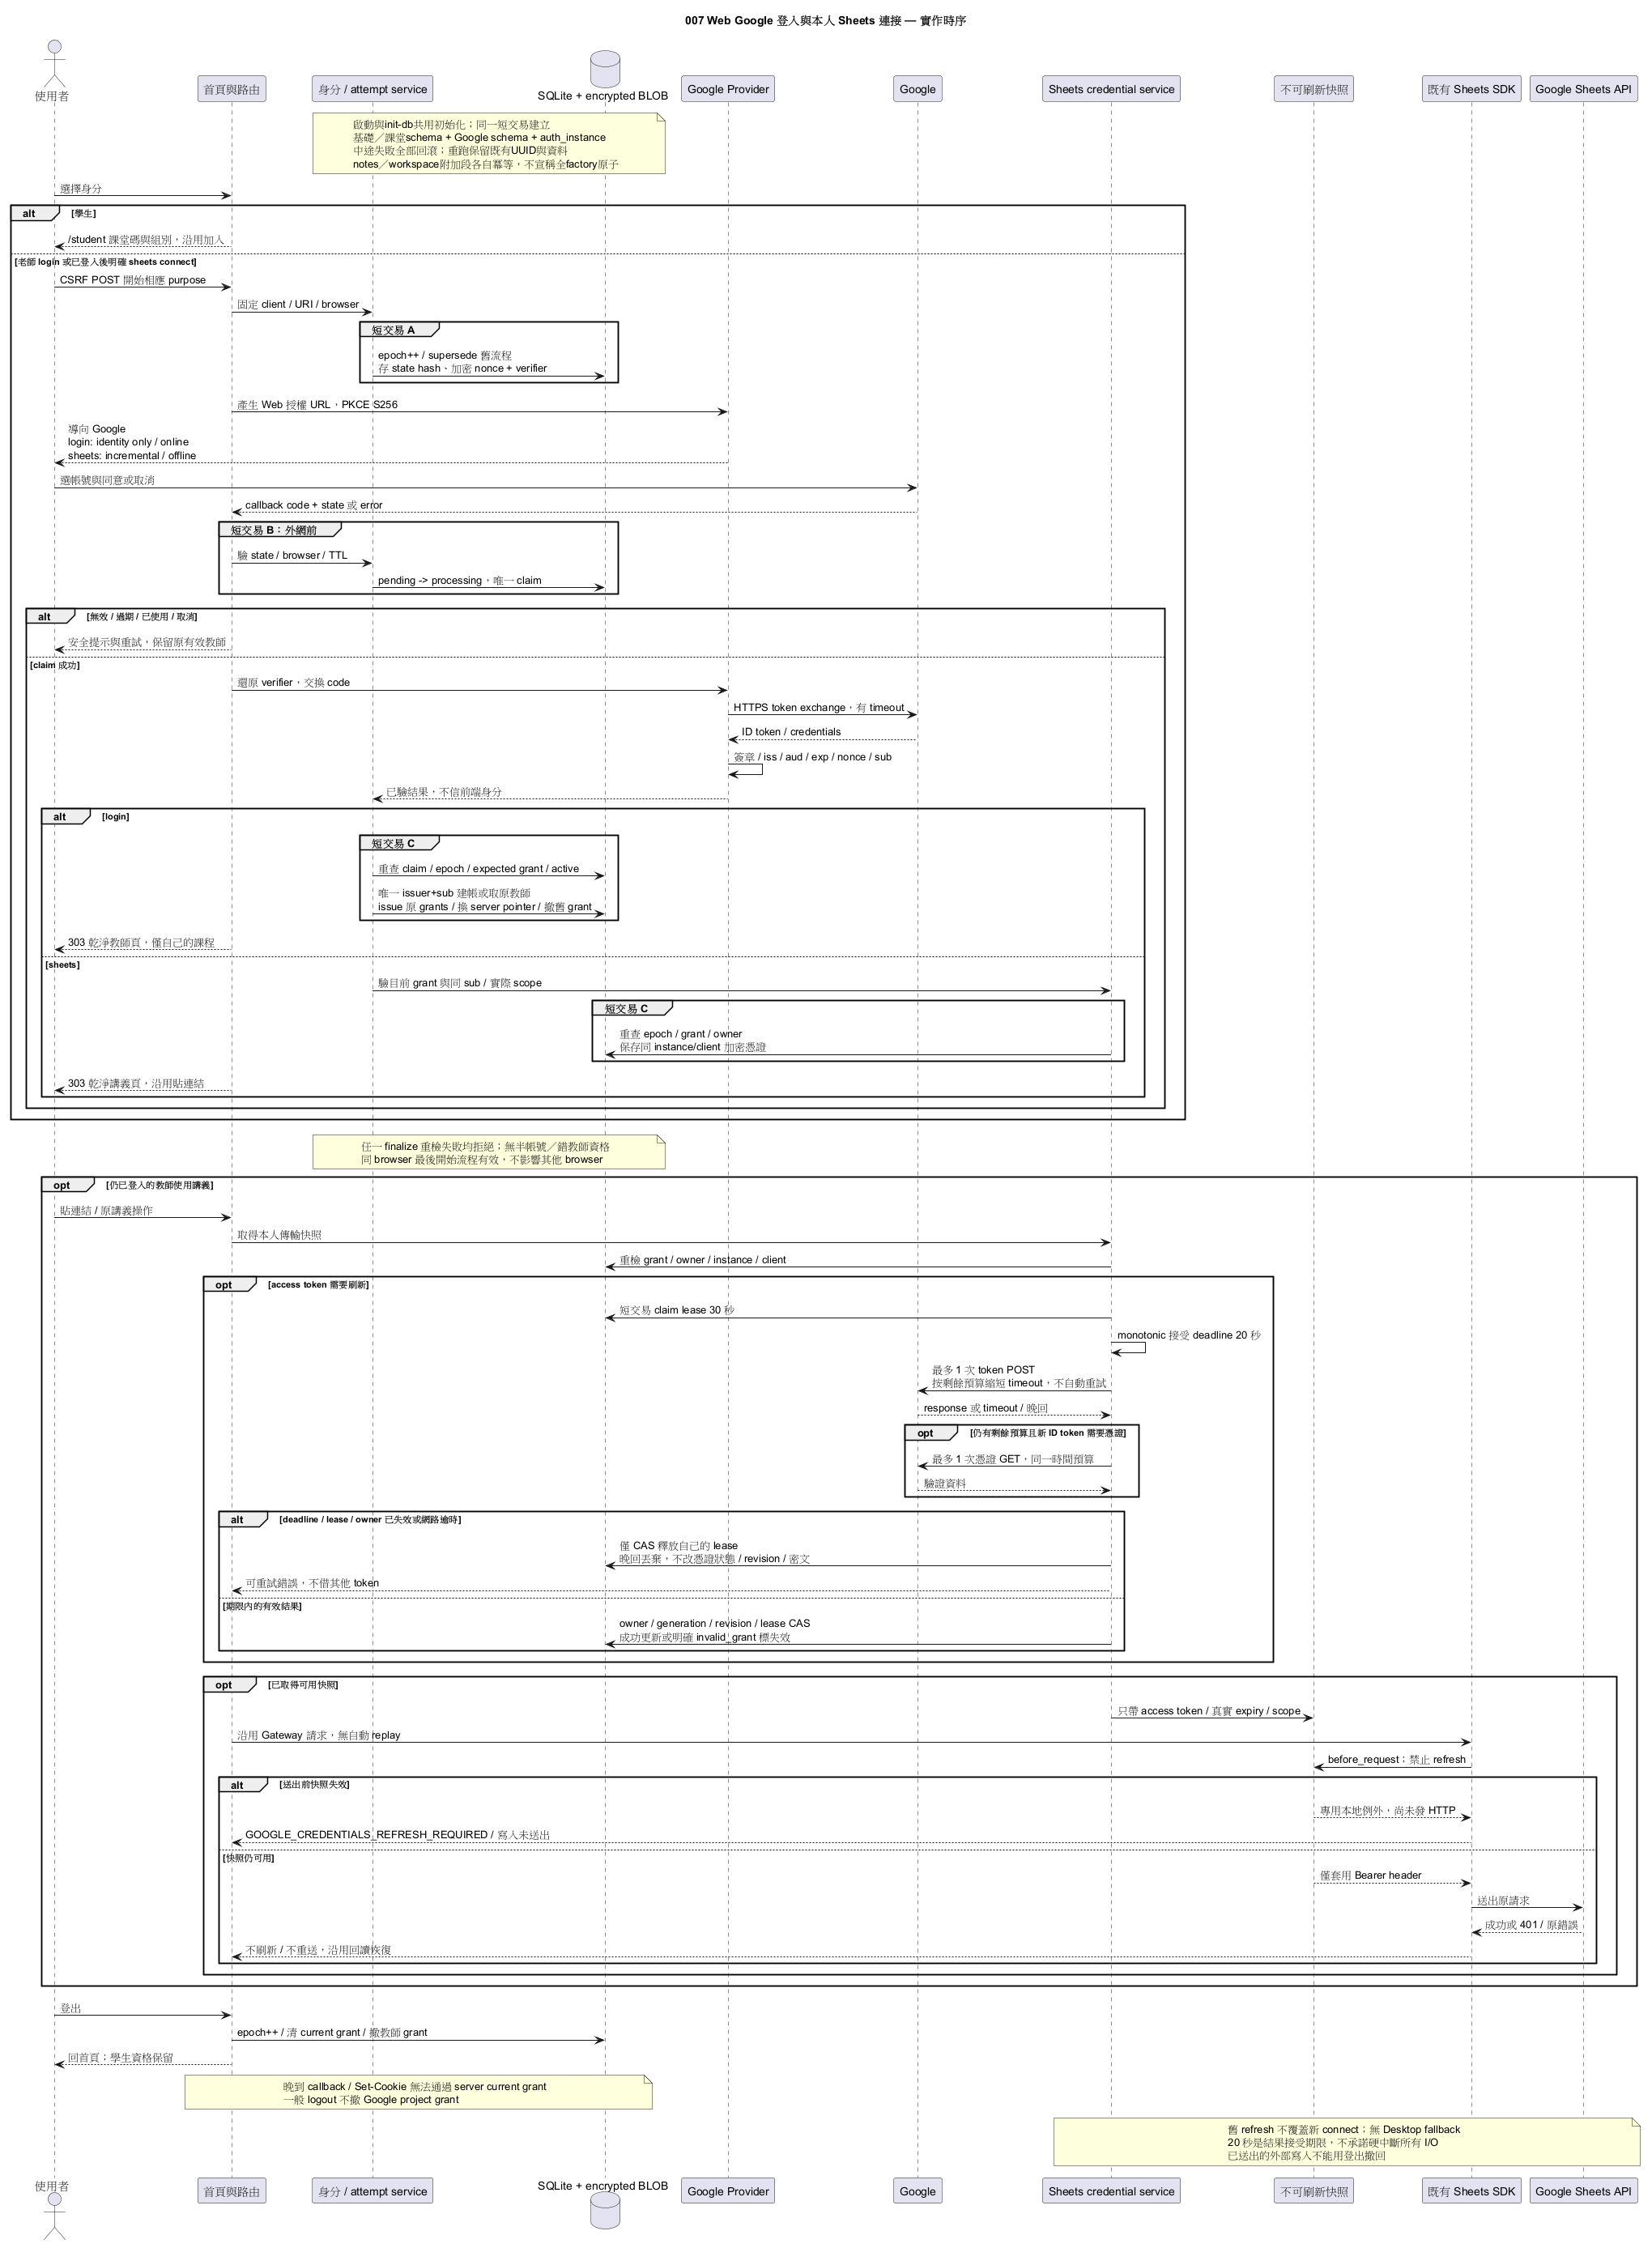 007 Web Google 登入與本人 Sheets 連接 — 實作時序
使用者
首頁與路由
身分 / attempt service
SQLite + encrypted BLOB
Google Provider
Google
Sheets credential service
不可刷新快照
既有 Sheets SDK
Google Sheets API
啟動與init-db共用初始化；同一短交易建立
基礎／課堂schema + Google schema + auth_instance
中途失敗全部回滾；重跑保留既有UUID與資料
notes／workspace附加段各自冪等，不宣稱全factory原子
選擇身分
alt [學生]
/student 課堂碼與組別，沿用加入
[老師 login 或已登入後明確 sheets connect]
CSRF POST 開始相應 purpose
固定 client / URI / browser
短交易 A
epoch++ / supersede 舊流程
存 state hash、加密 nonce + verifier
產生 Web 授權 URL，PKCE S256
導向 Google
login: identity only / online
sheets: incremental / offline
選帳號與同意或取消
callback code + state 或 error
短交易 B：外網前
驗 state / browser / TTL
pending -> processing，唯一 claim
alt [無效 / 過期 / 已使用 / 取消]
安全提示與重試，保留原有效教師
[claim 成功]
還原 verifier，交換 code
HTTPS token exchange，有 timeout
ID token / credentials
簽章 / iss / aud / exp / nonce / sub
已驗結果，不信前端身分
alt [login]
短交易 C
重查 claim / epoch / expected grant / active
唯一 issuer+sub 建帳或取原教師
issue 原 grants / 換 server pointer / 撤舊 grant
303 乾淨教師頁，僅自己的課程
[sheets]
驗目前 grant 與同 sub / 實際 scope
短交易 C
重查 epoch / grant / owner
保存同 instance/client 加密憑證
303 乾淨講義頁，沿用貼連結
任一 finalize 重檢失敗均拒絕；無半帳號／錯教師資格
同 browser 最後開始流程有效，不影響其他 browser
opt [仍已登入的教師使用講義]
貼連結 / 原講義操作
取得本人傳輸快照
重檢 grant / owner / instance / client
opt [access token 需要刷新]
短交易 claim lease 30 秒
monotonic 接受 deadline 20 秒
最多 1 次 token POST
按剩餘預算縮短 timeout，不自動重試
response 或 timeout / 晚回
opt [仍有剩餘預算且新 ID token 需要憑證]
最多 1 次憑證 GET，同一時間預算
驗證資料
alt [deadline / lease / owner 已失效或網路逾時]
僅 CAS 釋放自己的 lease
晚回丟棄，不改憑證狀態 / revision / 密文
可重試錯誤，不借其他 token
[期限內的有效結果]
owner / generation / revision / lease CAS
成功更新或明確 invalid_grant 標失效
opt [已取得可用快照]
只帶 access token / 真實 expiry / scope
沿用 Gateway 請求，無自動 replay
before_request；禁止 refresh
alt [送出前快照失效]
專用本地例外，尚未發 HTTP
GOOGLE_CREDENTIALS_REFRESH_REQUIRED / 寫入未送出
[快照仍可用]
僅套用 Bearer header
送出原請求
成功或 401 / 原錯誤
不刷新 / 不重送，沿用回讀恢復
登出
epoch++ / 清 current grant / 撤教師 grant
回首頁；學生資格保留
晚到 callback / Set-Cookie 無法通過 server current grant
一般 logout 不撤 Google project grant
舊 refresh 不覆蓋新 connect；無 Desktop fallback
20 秒是結果接受期限，不承諾硬中斷所有 I/O
已送出的外部寫入不能用登出撤回
使用者
首頁與路由
身分 / attempt service
SQLite + encrypted BLOB
Google Provider
Google
Sheets credential service
不可刷新快照
既有 Sheets SDK
Google Sheets API